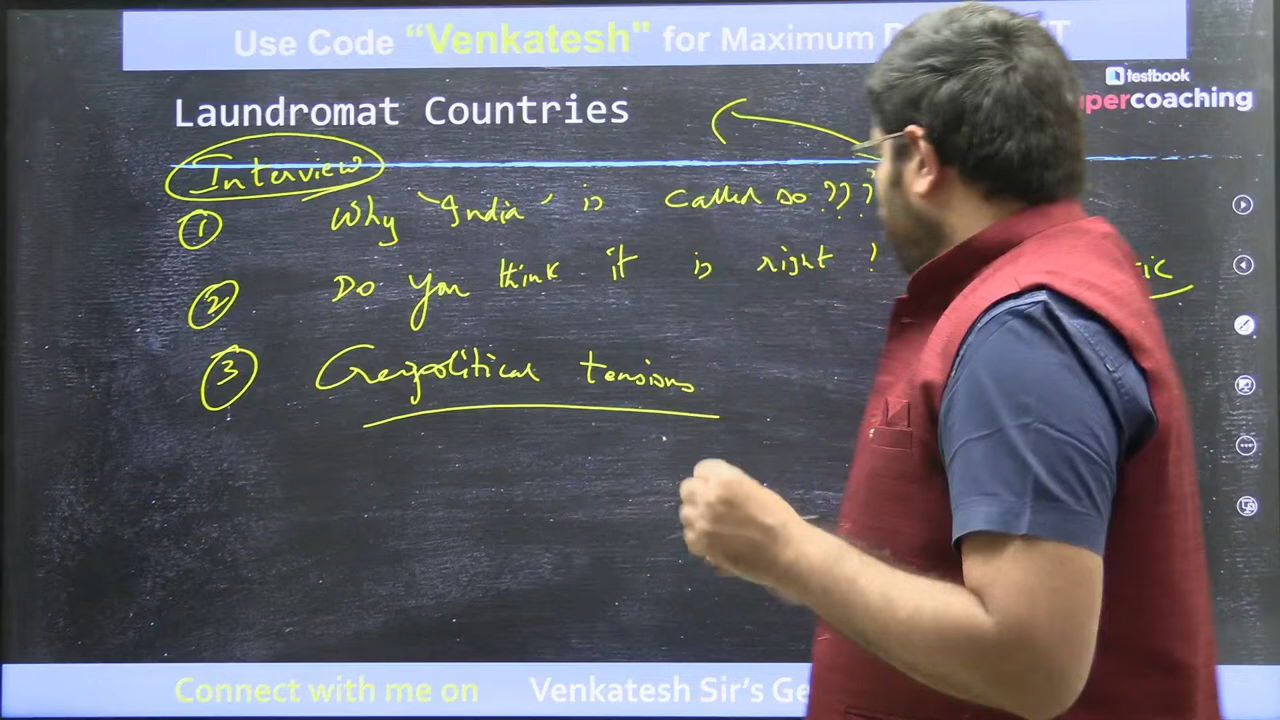 Use Code “Venkatesh" for Maximum
testbook
percoaching
Laundromat Countries
Interview
① Why 'India' is called so???
② Do you think it is right?
ic
③ Geopolitical tensions
Connect with me on Venkatesh Sir's Ge